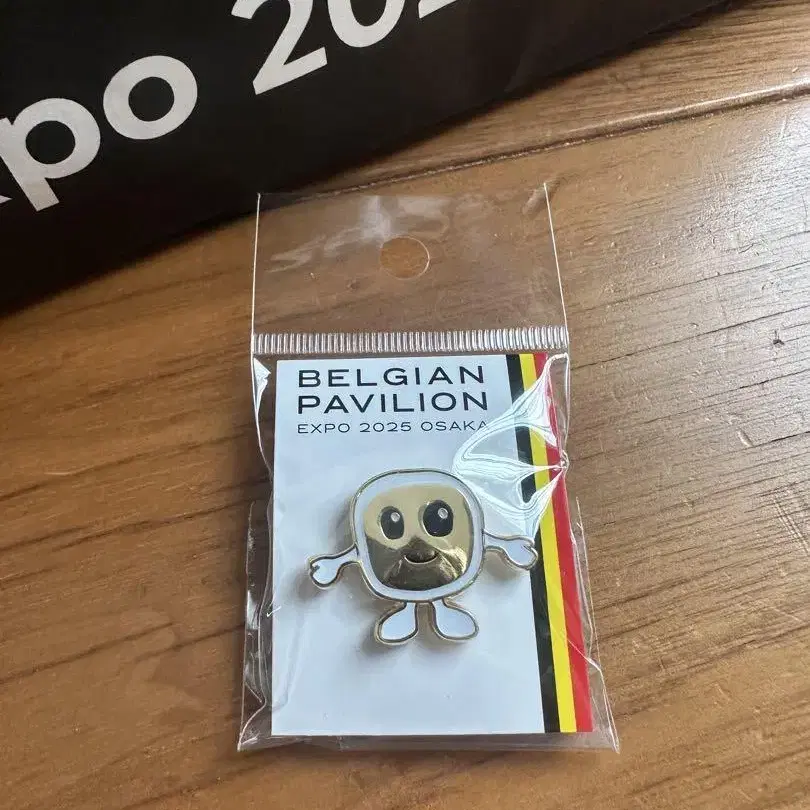 xpo 202
BELGIAN
PAVILION
EXPO 2025 OSAKA